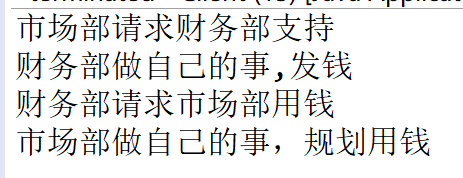 市场部请求财务部支持
财务部做自己的事,发钱
财务部请求市场部用钱
市场部做自己的事，规划用钱